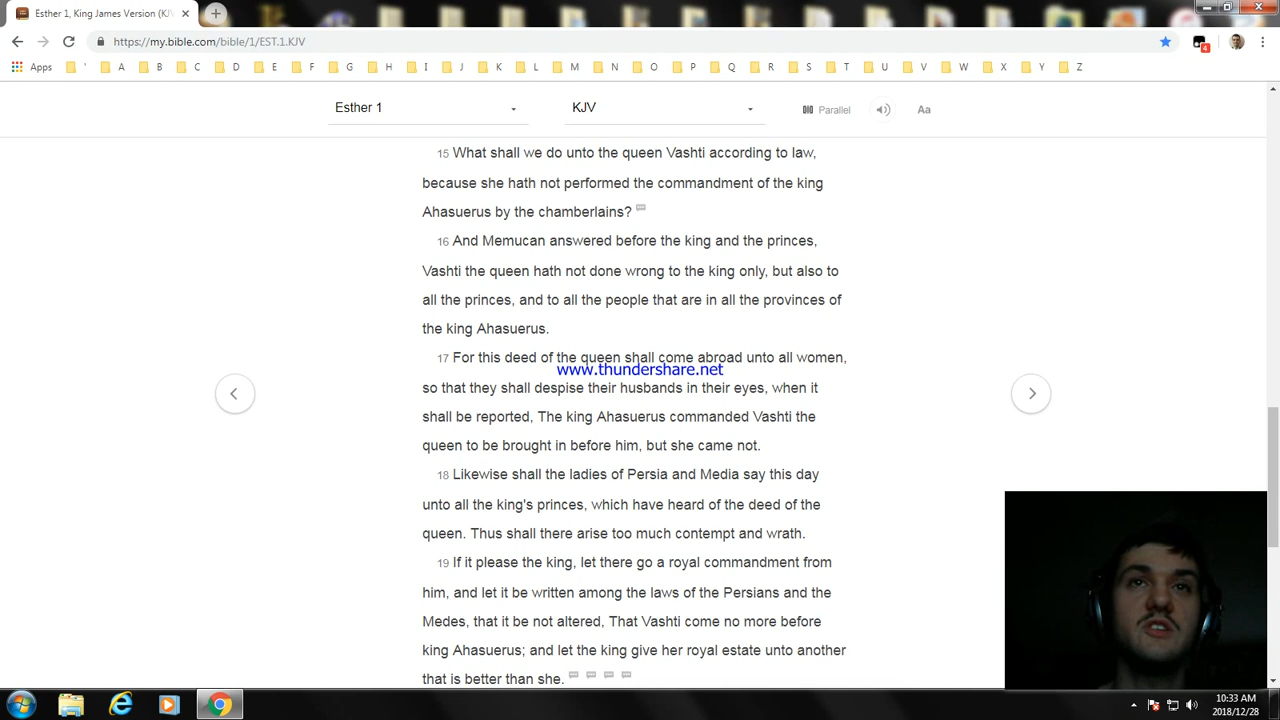 Esther 1, King James Version (KJ
https://my.bible.com/bible/1/EST.1.KJV
Apps ' A B C D E F G H I J K L M N O P Q R S T U V W X Y Z
4
Esther 1 KJV Parallel Aa
15 What shall we do unto the queen Vashti according to law,
because she hath not performed the commandment of the king
Ahasuerus by the chamberlains?
16 And Memucan answered before the king and the princes,
Vashti the queen hath not done wrong to the king only, but also to
all the princes, and to all the people that are in all the provinces of
the king Ahasuerus.
17 For this deed of the queen shall come abroad unto all women,
www.thundershare.net
so that they shall despise their husbands in their eyes, when it
shall be reported, The king Ahasuerus commanded Vashti the
queen to be brought in before him, but she came not.
18 Likewise shall the ladies of Persia and Media say this day
unto all the king's princes, which have heard of the deed of the
queen. Thus shall there arise too much contempt and wrath.
19 If it please the king, let there go a royal commandment from
him, and let it be written among the laws of the Persians and the
Medes, that it be not altered, That Vashti come no more before
king Ahasuerus; and let the king give her royal estate unto another
that is better than she.
10:33 AM
2018/12/28